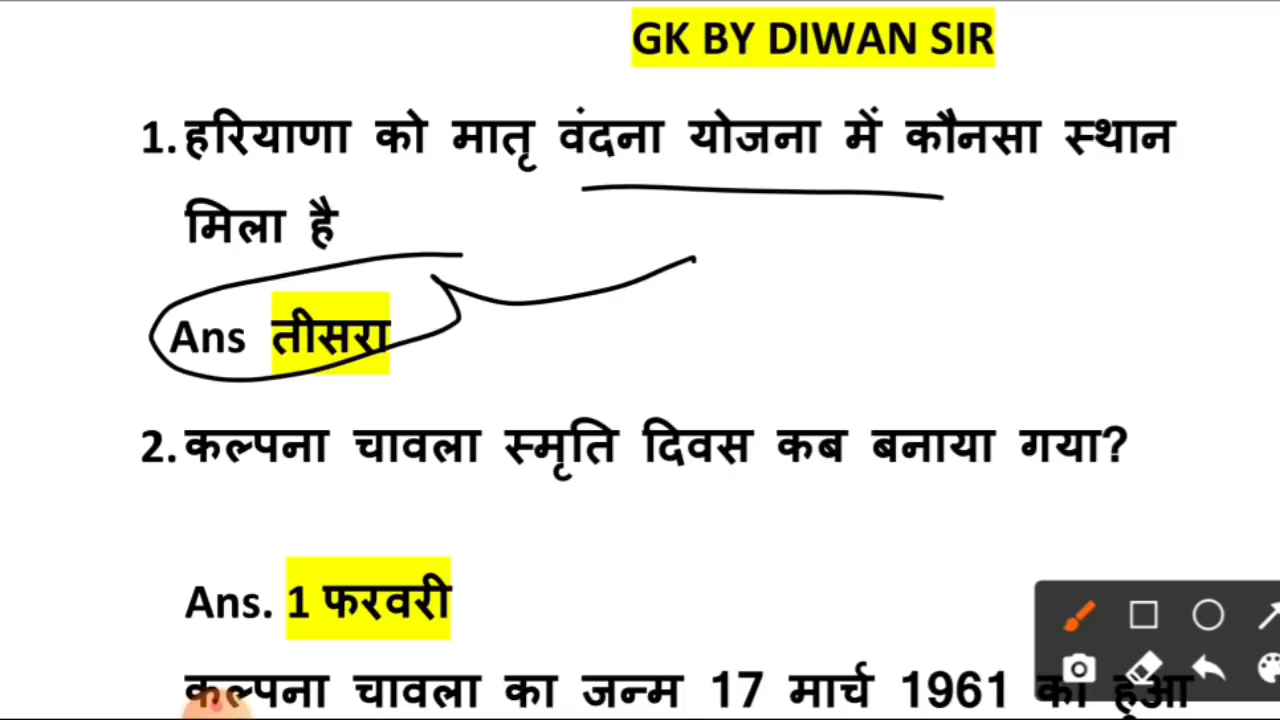 GK BY DIWAN SIR
1. हरियाणा को मातृ वंदना योजना में कौनसा स्थान
मिला है
Ans तीसरा
2. कल्पना चावला स्मृति दिवस कब बनाया गया?
Ans. 1 फरवरी
कल्पना चावला का जन्म 17 मार्च 1961 को हुआ